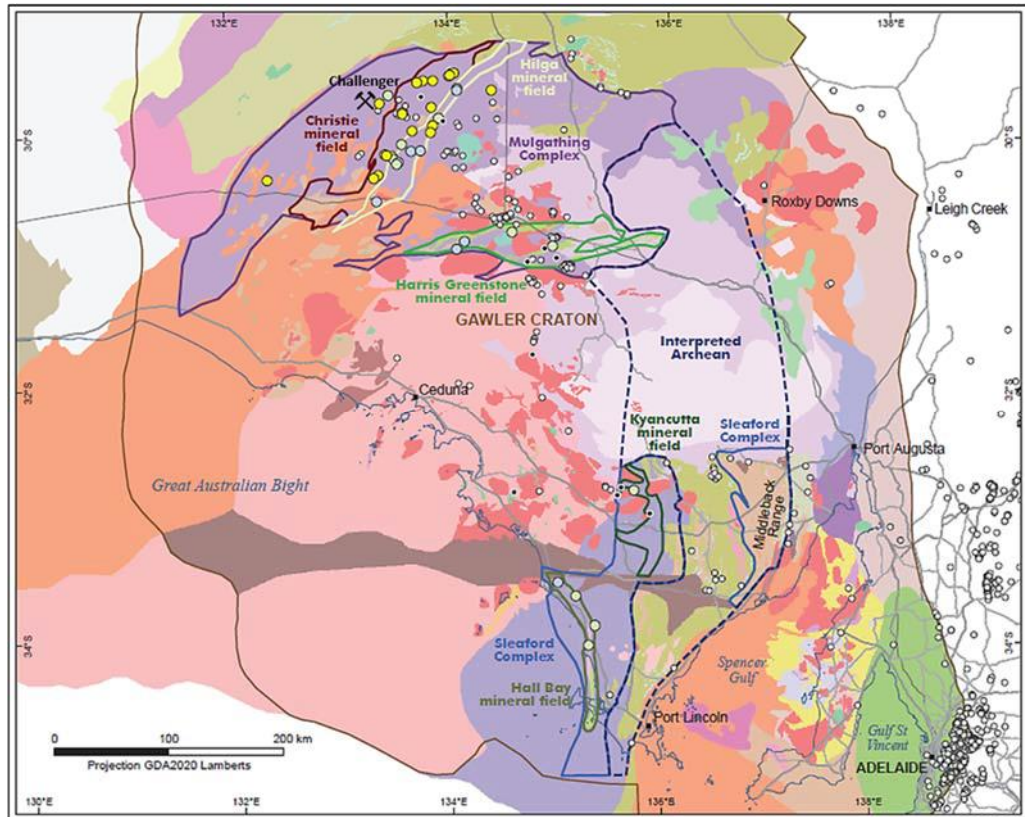 132°E
134°E
136°E
138°E
Challenger
Hilga
mineral
field
Christie
mineral
field
30°S
30°S
Mulgathing
Complex
Roxby Downs
Leigh Creek
Harris Greenstone
mineral field
GAWLER CRATON
Interpreted
Archean
32°S
32°S
Ceduna
Kyancutta
mineral
field
Sleaford
Complex
Port Augusta
Great Australian Bight
Middleback
Range
34°S
34°S
Sleaford
Complex
Spencer
Gulf
Hall Bay
mineral field
Port Lincoln
Gulf St
Vincent
ADELAIDE
0
100
200 km
Projection GDA2020 Lamberts
130°E
132°E
134°E
136°E
138°E